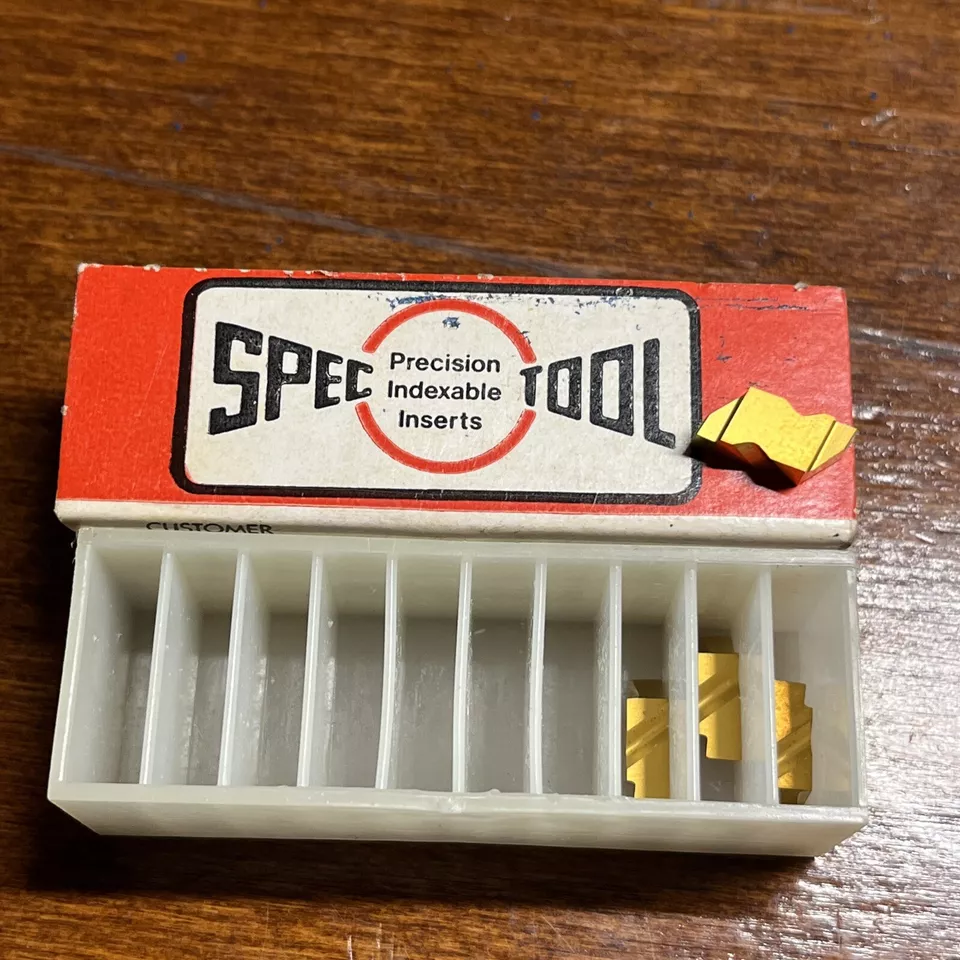 SPEC TOOL
Precision
Indexable
Inserts
CUSTOMER